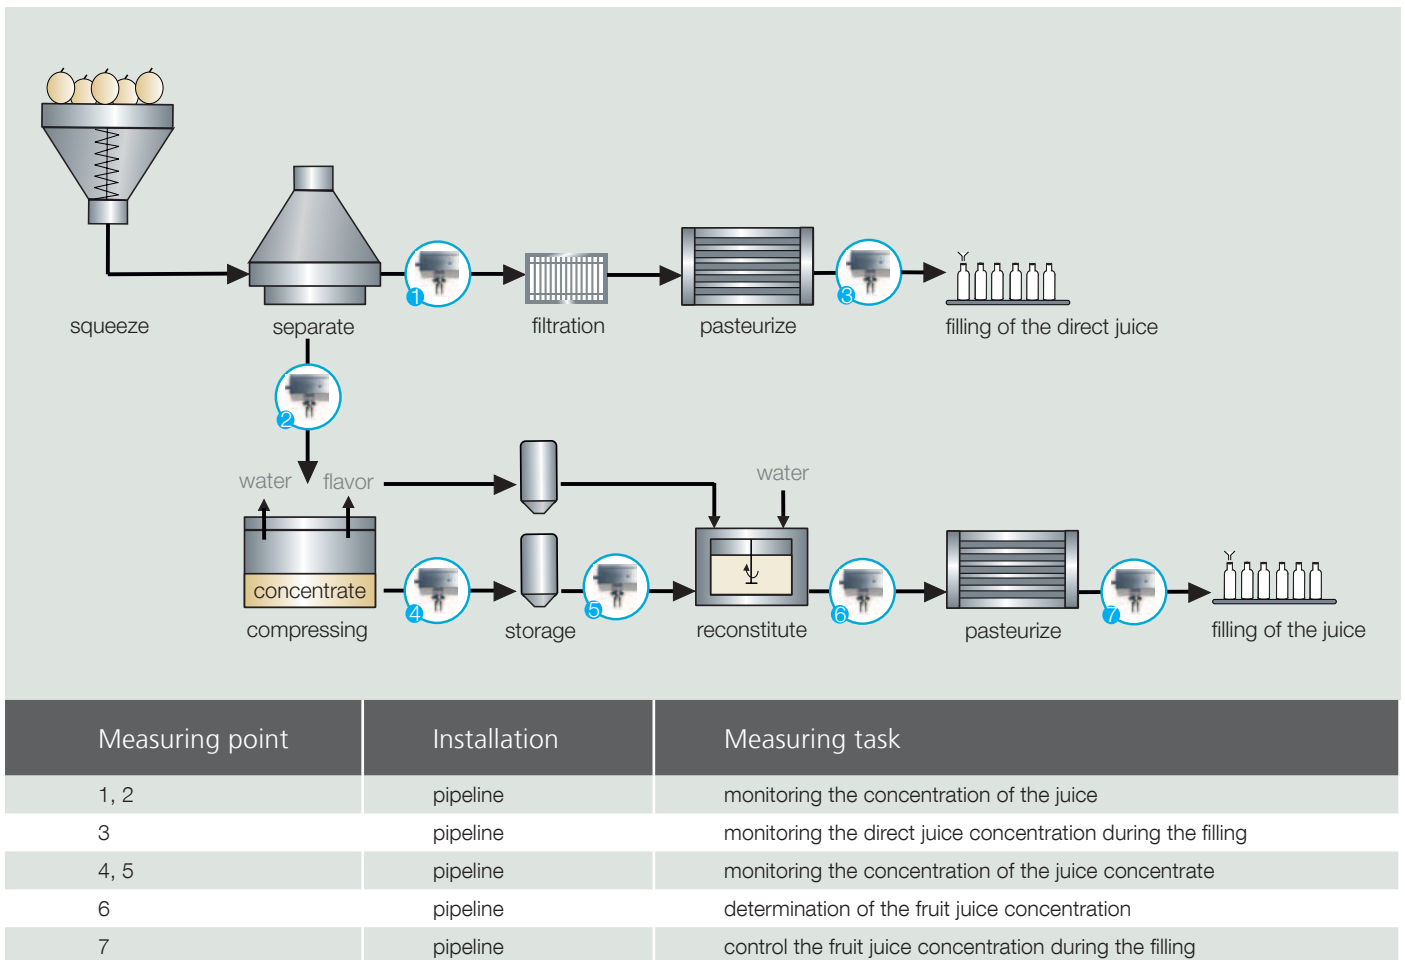 1
3
squeeze
separate
filtration
pasteurize
filling of the direct juice
2
water
flavor
water
concentrate
4
5
6
7
compressing
storage
reconstitute
pasteurize
filling of the juice
Measuring point Installation Measuring task
1, 2 pipeline monitoring the concentration of the juice
3 pipeline monitoring the direct juice concentration during the filling
4, 5 pipeline monitoring the concentration of the juice concentrate
6 pipeline determination of the fruit juice concentration
7 pipeline control the fruit juice concentration during the filling